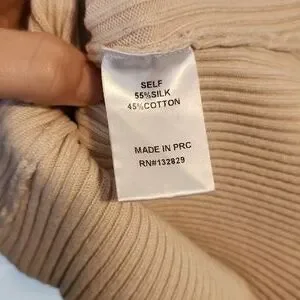 SELF
55%SILK
45%COTTON
MADE IN PRC
RN#132829